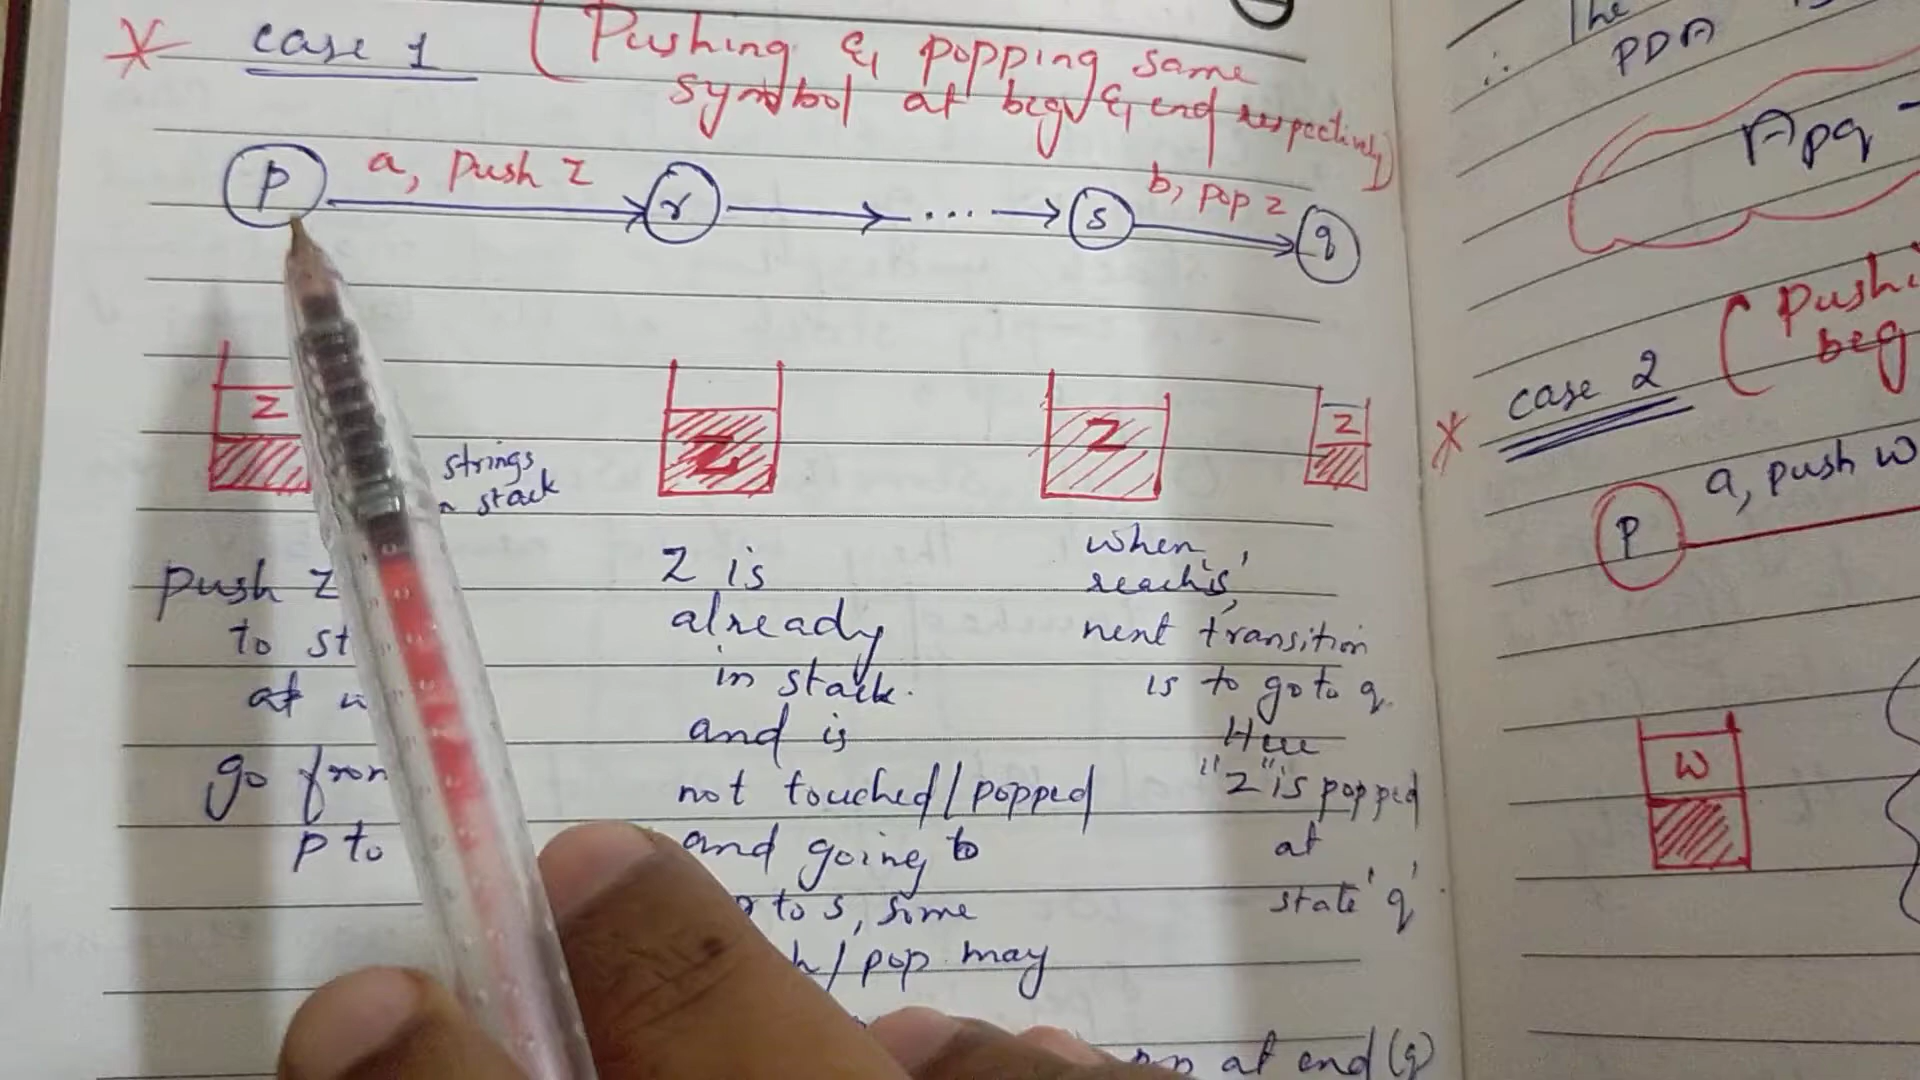 case 1 (Pushing & popping same
symbol at beg & end respectively)
p a, push z r ... s b, pop z q
z z z z
strings
stack
push z
to st
at
go from
p to
z is
already
in stack.
and is
not touched/popped
and going to
to s, some
/ pop may
when
reach 's',
next transition
is to go to q.
Here
"z" is popped
at
state 'q'
at end (q)
The
∴ PDA
Apq
case 2 (Pushi
beg
p a, push w
w